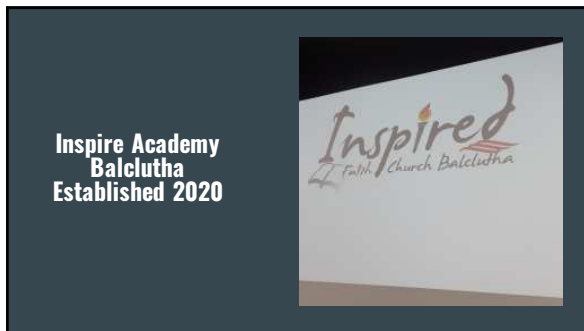 Inspire Academy
Balclutha
Established 2020
Inspired
Faith Church Balclutha